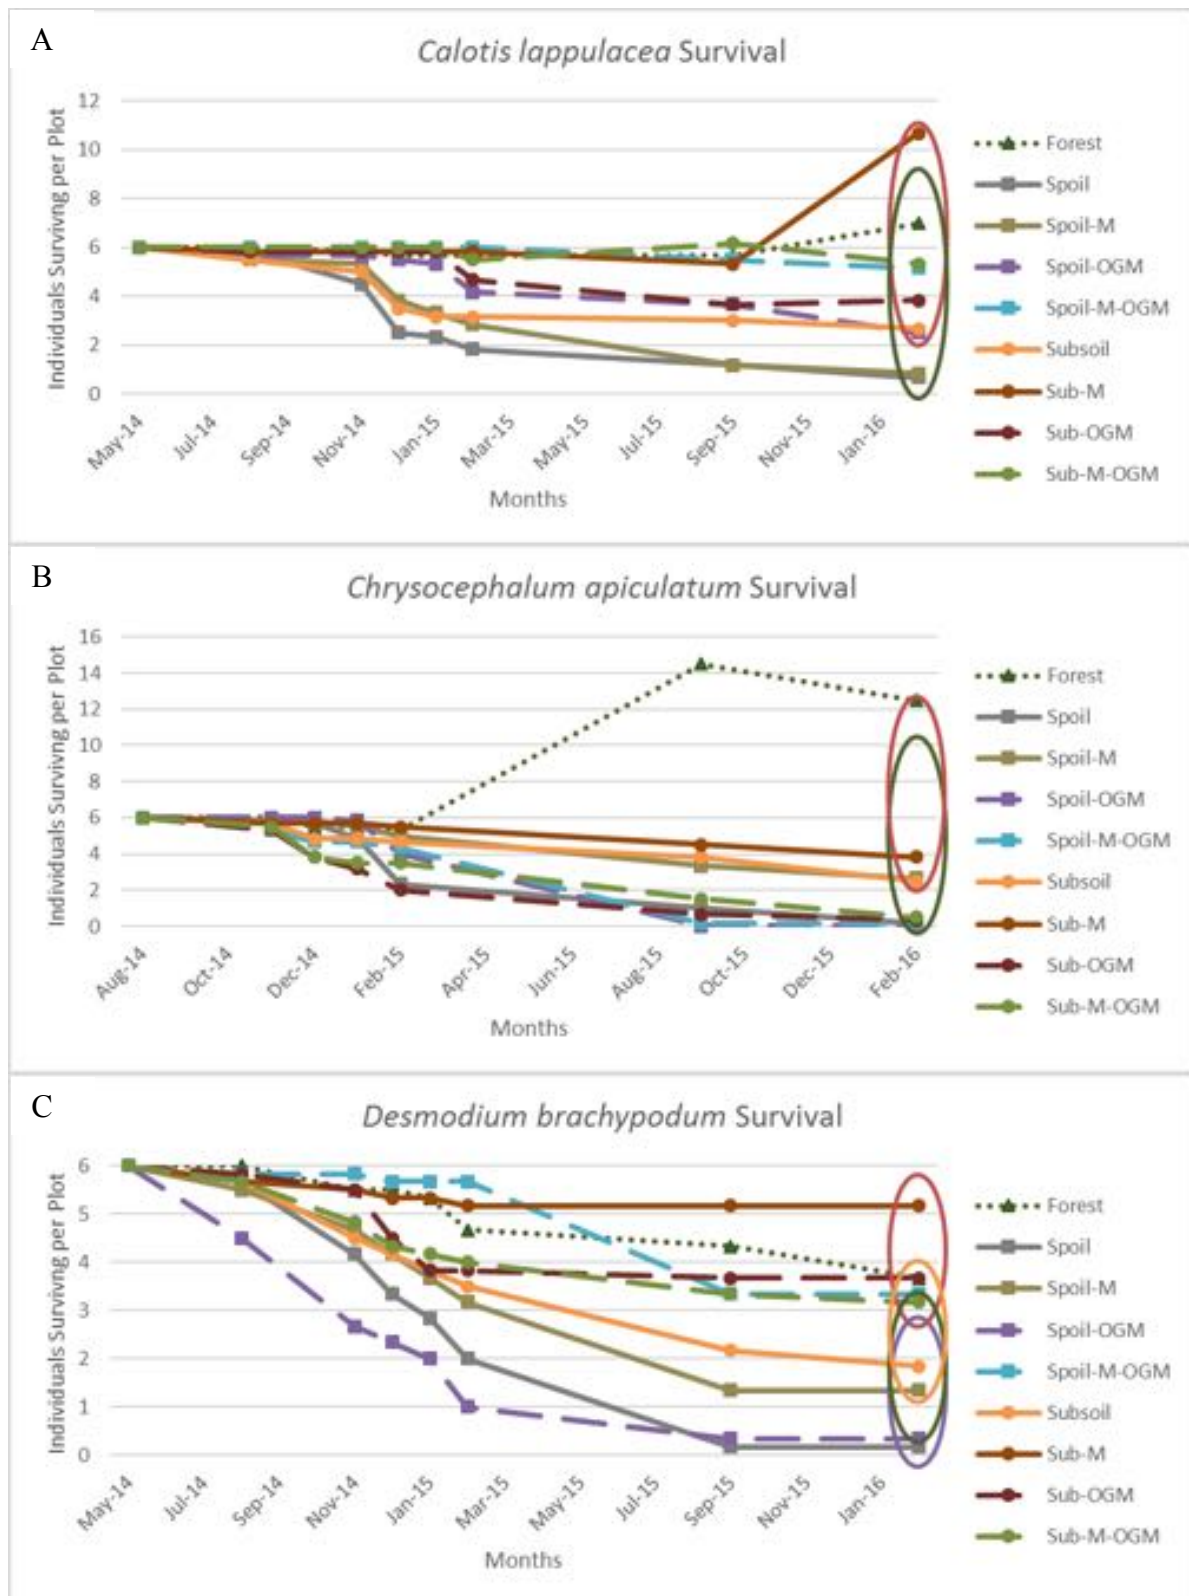 A
Calotis lappulacea Survival
Individuals Survivng per Plot
12
10
8
6
4
2
0
May-14
Jul-14
Sep-14
Nov-14
Jan-15
Mar-15
May-15
Jul-15
Sep-15
Nov-15
Jan-16
Months
Forest
Spoil
Spoil-M
Spoil-OGM
Spoil-M-OGM
Subsoil
Sub-M
Sub-OGM
Sub-M-OGM
B
Chrysocephalum apiculatum Survival
Individuals Survivng per Plot
16
14
12
10
8
6
4
2
0
Aug-14
Oct-14
Dec-14
Feb-15
Apr-15
Jun-15
Aug-15
Oct-15
Dec-15
Feb-16
Months
Forest
Spoil
Spoil-M
Spoil-OGM
Spoil-M-OGM
Subsoil
Sub-M
Sub-OGM
Sub-M-OGM
C
Desmodium brachypodum Survival
Individuals Survivng per Plot
6
5
4
3
2
1
0
May-14
Jul-14
Sep-14
Nov-14
Jan-15
Mar-15
May-15
Jul-15
Sep-15
Nov-15
Jan-16
Months
Forest
Spoil
Spoil-M
Spoil-OGM
Spoil-M-OGM
Subsoil
Sub-M
Sub-OGM
Sub-M-OGM